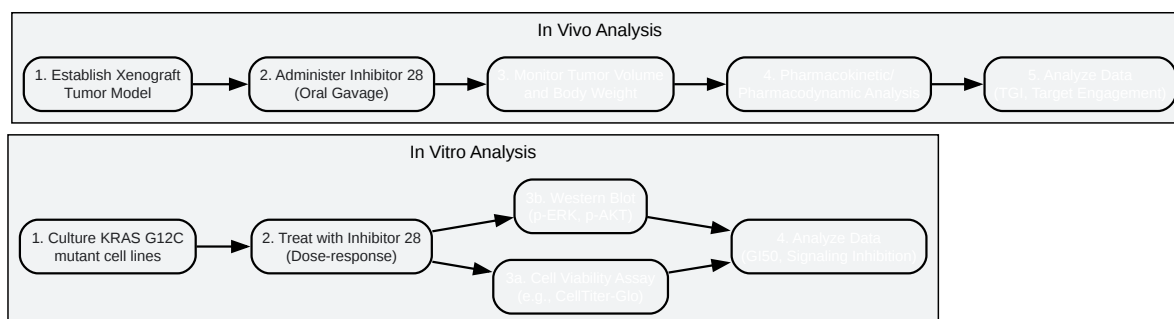 In Vivo Analysis
1. Establish Xenograft
Tumor Model
2. Administer Inhibitor 28
(Oral Gavage)
3. Monitor Tumor Volume
and Body Weight
4. Pharmacokinetic/
Pharmacodynamic Analysis
5. Analyze Data
(TGI, Target Engagement)
In Vitro Analysis
1. Culture KRAS G12C
mutant cell lines
2. Treat with Inhibitor 28
(Dose-response)
3b. Western Blot
(p-ERK, p-AKT)
3a. Cell Viability Assay
(e.g., CellTiter-Glo)
4. Analyze Data
(GI50, Signaling Inhibition)